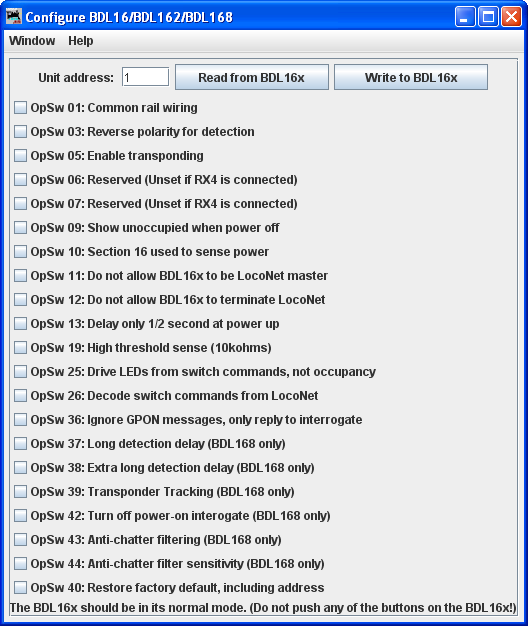 Configure BDL16/BDL162/BDL168
Window Help
Unit address: 1 Read from BDL16x Write to BDL16x
OpSw 01: Common rail wiring
OpSw 03: Reverse polarity for detection
OpSw 05: Enable transponding
OpSw 06: Reserved (Unset if RX4 is connected)
OpSw 07: Reserved (Unset if RX4 is connected)
OpSw 09: Show unoccupied when power off
OpSw 10: Section 16 used to sense power
OpSw 11: Do not allow BDL16x to be LocoNet master
OpSw 12: Do not allow BDL16x to terminate LocoNet
OpSw 13: Delay only 1/2 second at power up
OpSw 19: High threshold sense (10kohms)
OpSw 25: Drive LEDs from switch commands, not occupancy
OpSw 26: Decode switch commands from LocoNet
OpSw 36: Ignore GPON messages, only reply to interrogate
OpSw 37: Long detection delay (BDL168 only)
OpSw 38: Extra long detection delay (BDL168 only)
OpSw 39: Transponder Tracking (BDL168 only)
OpSw 42: Turn off power-on interogate (BDL168 only)
OpSw 43: Anti-chatter filtering (BDL168 only)
OpSw 44: Anti-chatter filter sensitivity (BDL168 only)
OpSw 40: Restore factory default, including address
The BDL16x should be in its normal mode. (Do not push any of the buttons on the BDL16x!)